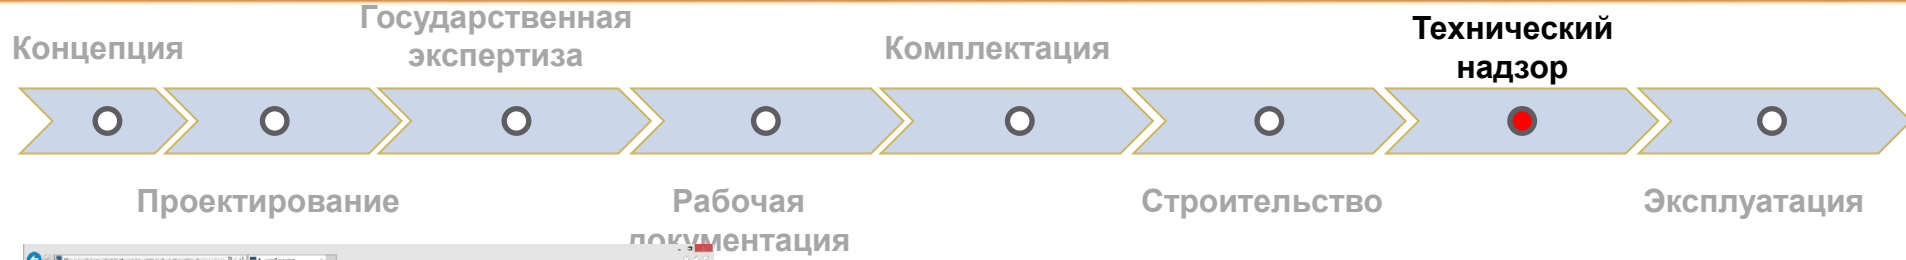 Концепция
Государственная
экспертиза
Комплектация
Технический
надзор
Проектирование
Рабочая
документация
Строительство
Эксплуатация